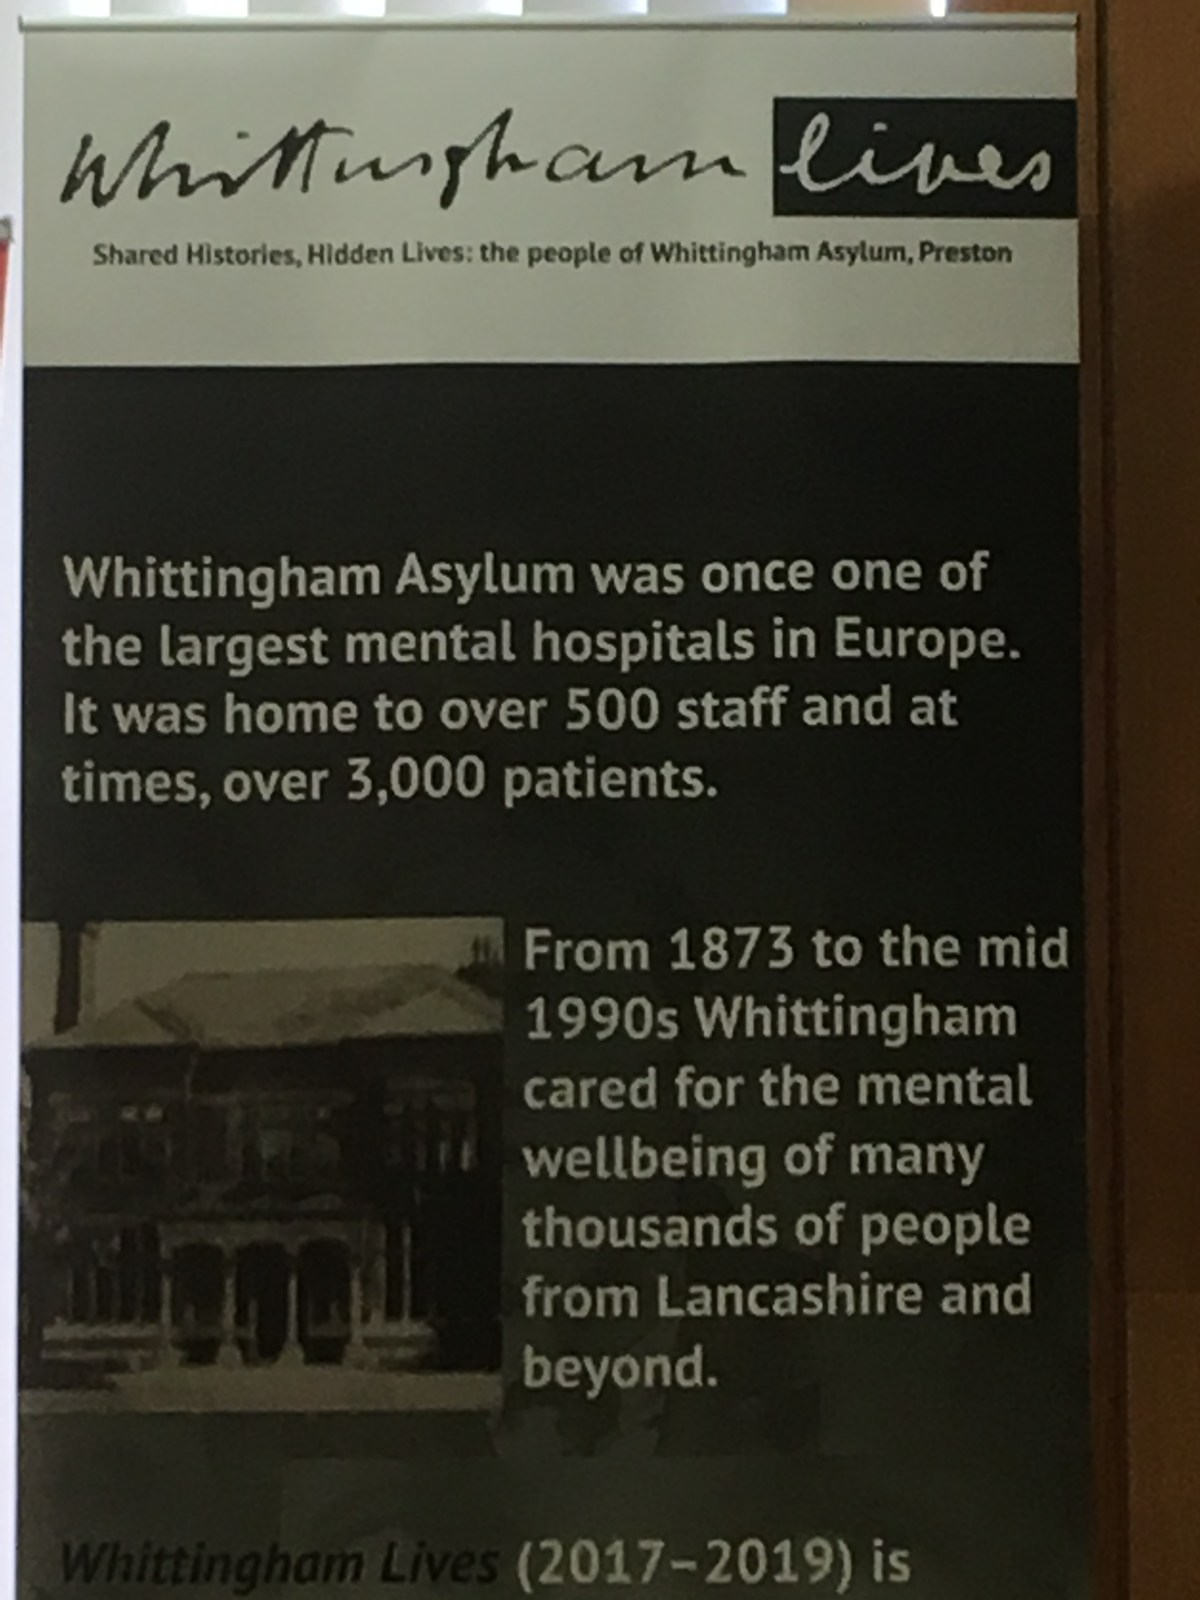 Whittingham lives
Shared Histories, Hidden Lives: the people of Whittingham Asylum, Preston
Whittingham Asylum was once one of
the largest mental hospitals in Europe.
It was home to over 500 staff and at
times, over 3,000 patients.
From 1873 to the mid
1990s Whittingham
cared for the mental
wellbeing of many
thousands of people
from Lancashire and
beyond.
Whittingham Lives (2017–2019) is